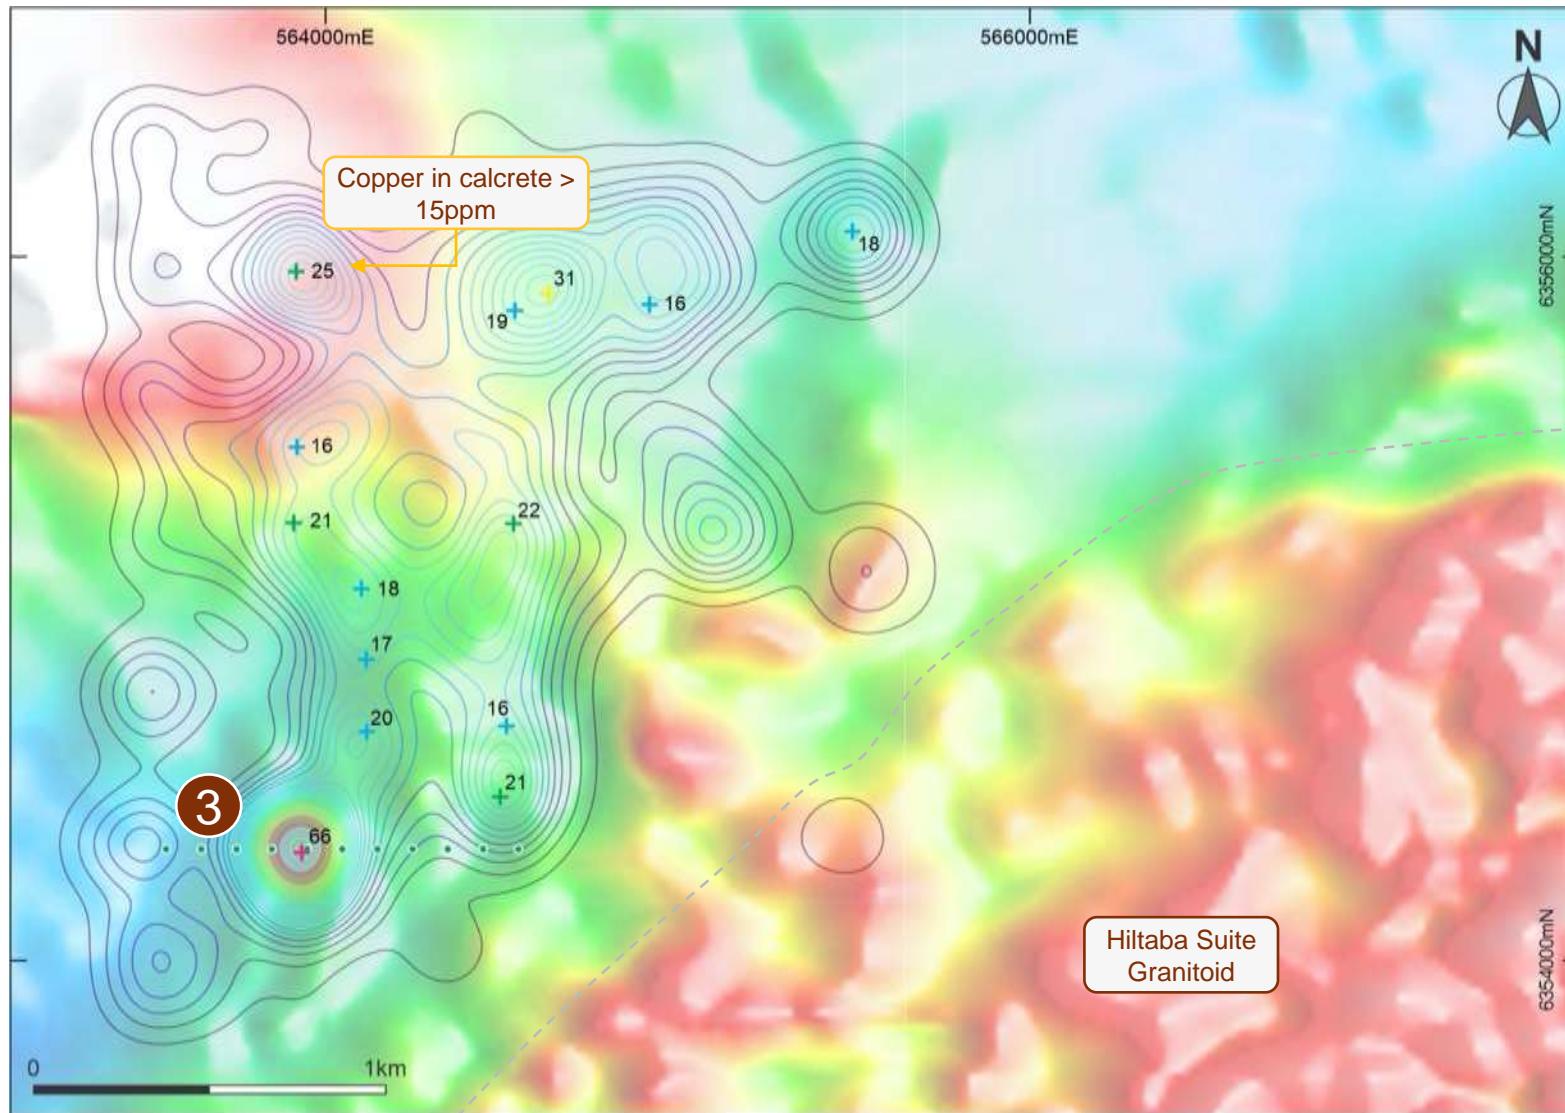 564000mE
566000mE
N
Copper in calcrete >
15ppm
6356000mN
18
25
31
19
16
16
21
22
18
17
20
16
21
3
66
Hiltaba Suite
Granitoid
6354000mN
0
1km